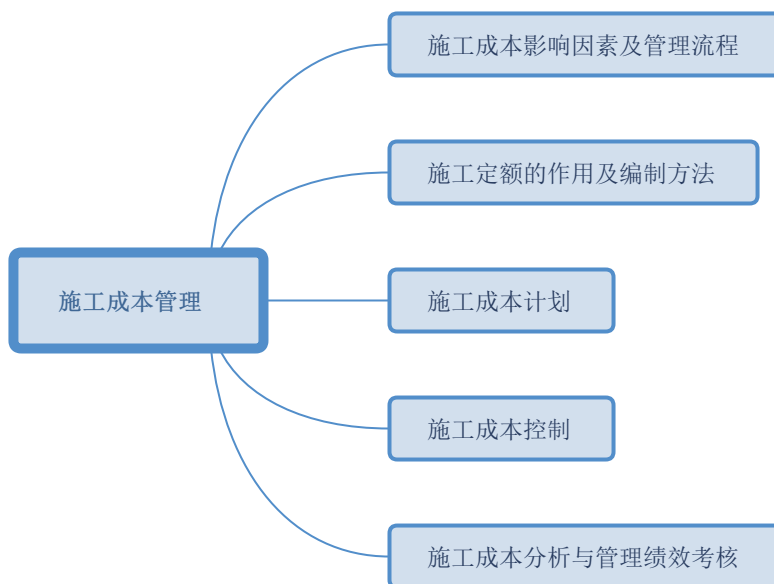 施工成本影响因素及管理流程
施工定额的作用及编制方法
施工成本管理
施工成本计划
施工成本控制
施工成本分析与管理绩效考核